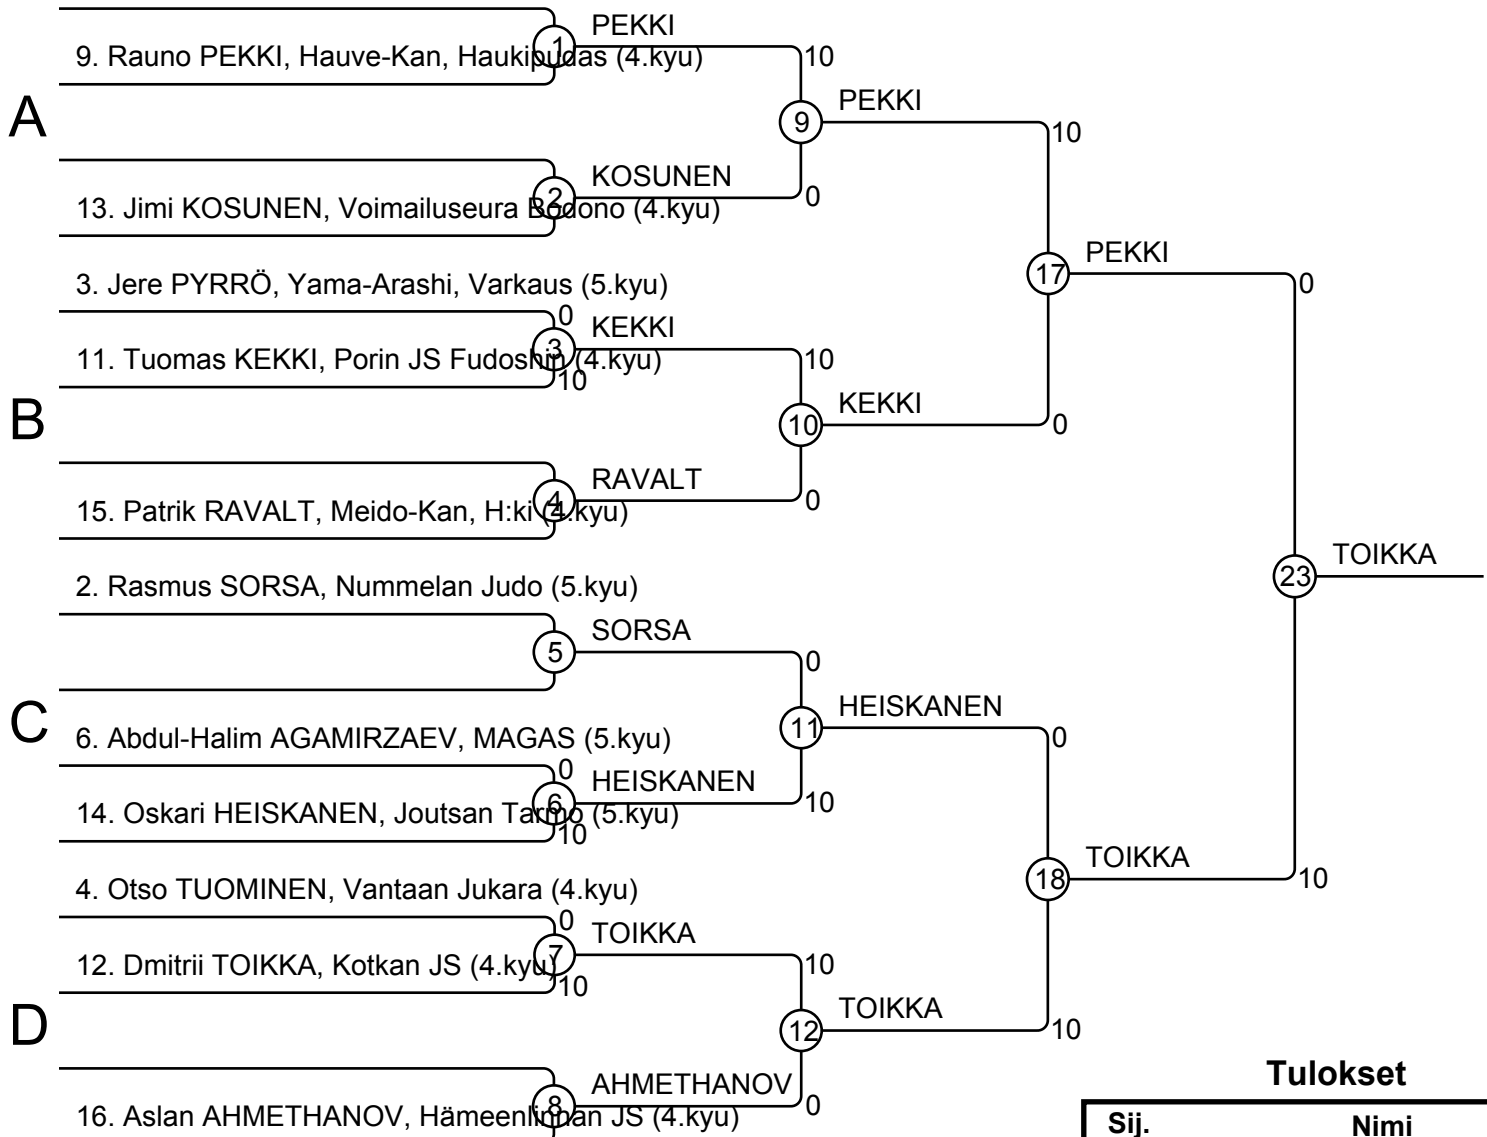 PEKKI
1
9. Rauno PEKKI, Hauve-Kan, Haukipudas (4.kyu)
10
PEKKI
A
9
10
KOSUNEN
2
0
13. Jimi KOSUNEN, Voimailuseura Bodono (4.kyu)
PEKKI
3. Jere PYRRÖ, Yama-Arashi, Varkaus (5.kyu)
17
0
0
KEKKI
3
11. Tuomas KEKKI, Porin JS Fudoshin (4.kyu)
10
10
KEKKI
B
10
0
RAVALT
4
0
15. Patrik RAVALT, Meido-Kan, H:ki (4.kyu)
TOIKKA
23
2. Rasmus SORSA, Nummelan Judo (5.kyu)
SORSA
5
0
HEISKANEN
C
11
0
6. Abdul-Halim AGAMIRZAEV, MAGAS (5.kyu)
0
HEISKANEN
6
10
14. Oskari HEISKANEN, Joutsan Tarmo (5.kyu)
10
TOIKKA
18
10
4. Otso TUOMINEN, Vantaan Jukara (4.kyu)
0
TOIKKA
7
12. Dmitrii TOIKKA, Kotkan JS (4.kyu)
10
10
TOIKKA
D
12
10
AHMETHANOV
8
0
16. Aslan AHMETHANOV, Hämeenlinnan JS (4.kyu)
Tulokset
Sij. Nimi